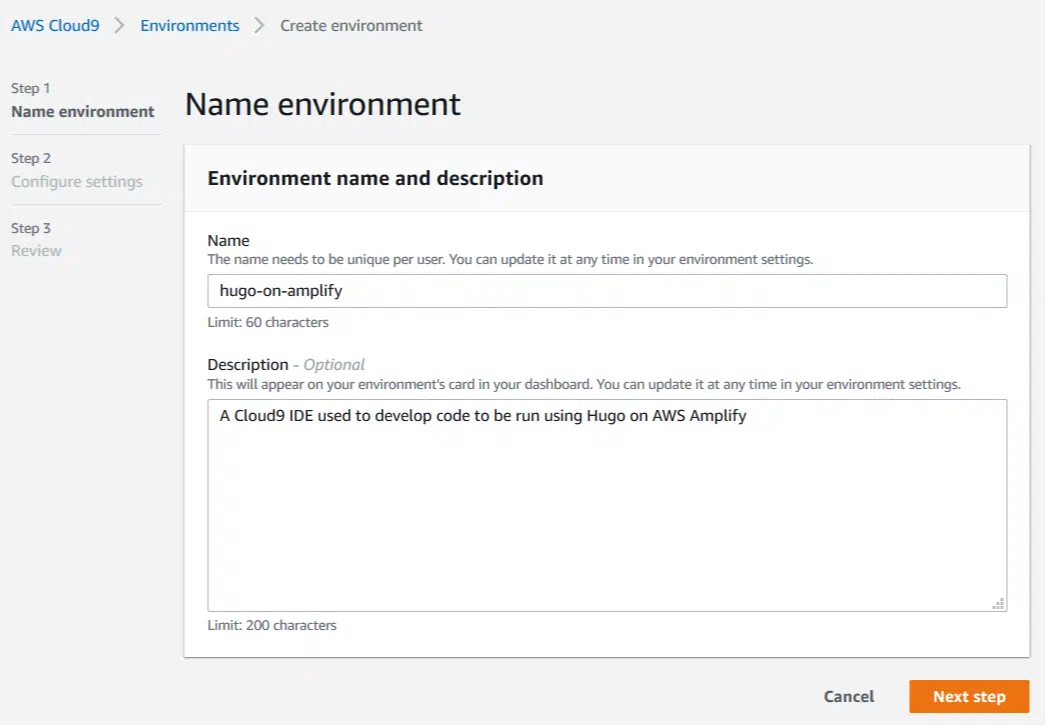 AWS Cloud9 > Environments > Create environment
Step 1
Name environment
Step 2
Configure settings
Step 3
Review
Name environment
Environment name and description
Name
The name needs to be unique per user. You can update it at any time in your environment settings.
hugo-on-amplify
Limit: 60 characters
Description - Optional
This will appear on your environment's card in your dashboard. You can update it at any time in your environment settings.
A Cloud9 IDE used to develop code to be run using Hugo on AWS Amplify
Limit: 200 characters
Cancel Next step